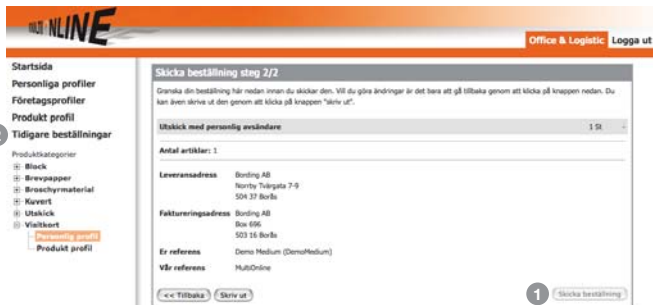 MULTI ONLINE
Office & Logistic Logga ut
Startsida
Personliga profiler
Företagsprofiler
Produkt profil
2 Tidigare beställningar
Produktkategorier
Block
Brevpapper
Broschyrmaterial
Kuvert
Utskick
Visitkort
Personlig profil
Produkt profil
Skicka beställning steg 2/2
Granska din beställning här nedan innan du skickar den. Vill du göra ändringar är det bara att gå tillbaka genom att klicka på knappen nedan. Du
kan även skriva ut den genom att klicka på knappen "skriv ut".
Utskick med personlig avsändare 1 St -
Antal artiklar: 1
Leveransadress Bording AB
Norrby Tvärgata 7-9
504 37 Borås
Faktureringsadress Bording AB
Box 696
503 16 Borås
Er referens Demo Medium (DemoMedium)
Vår referens MultiOnline
<< Tillbaka Skriv ut 1 Skicka beställning